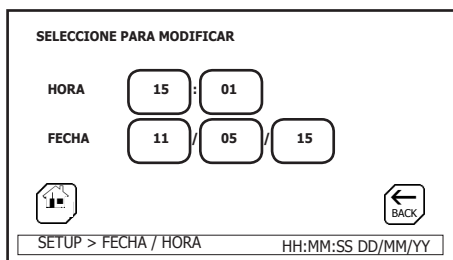 SELECCIONE PARA MODIFICAR
HORA 15 : 01
FECHA 11 / 05 / 15
BACK
SETUP > FECHA / HORA HH:MM:SS DD/MM/YY